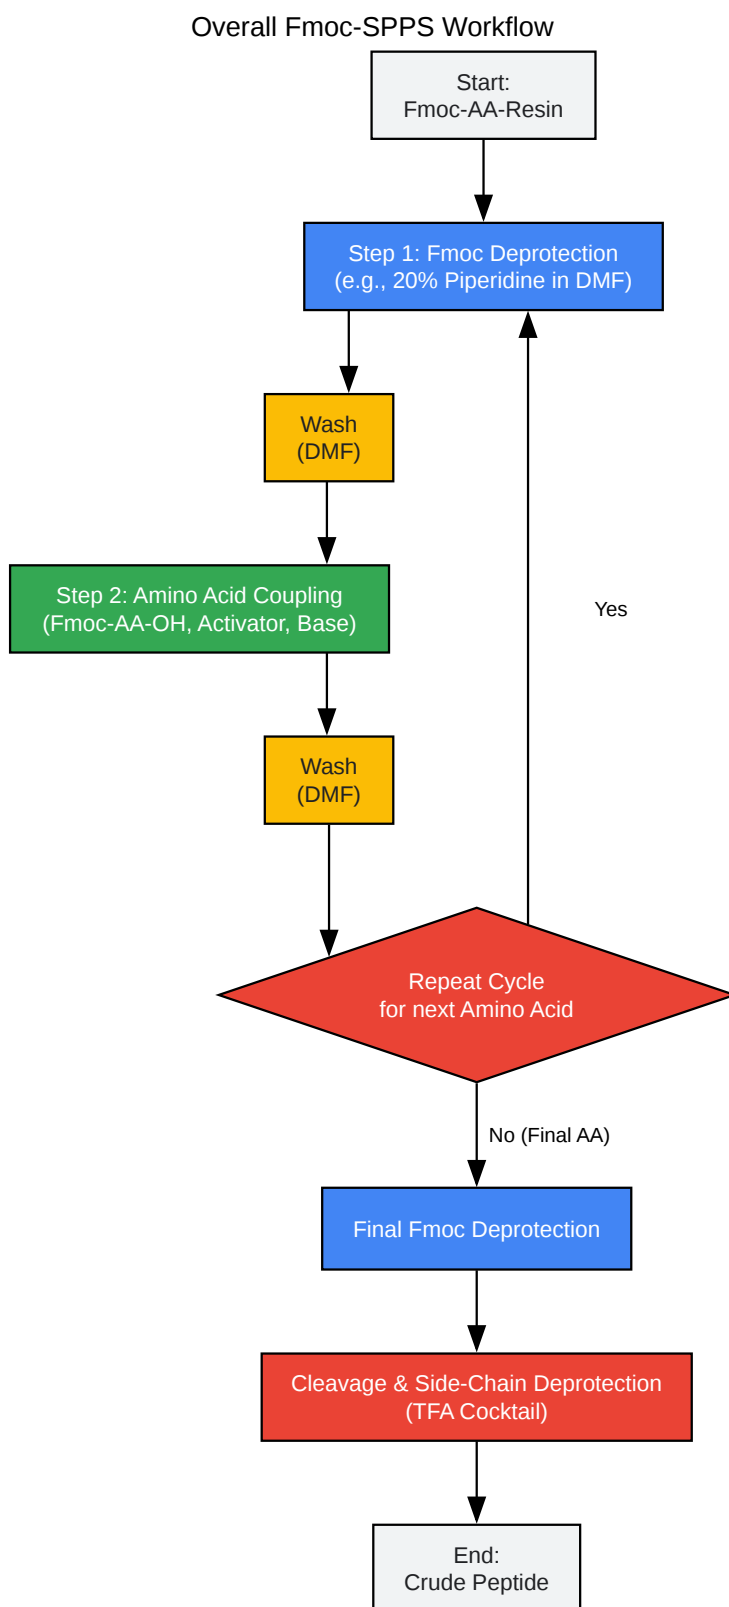 Overall Fmoc-SPPS Workflow
Start:
Fmoc-AA-Resin
Step 1: Fmoc Deprotection
(e.g., 20% Piperidine in DMF)
Wash
(DMF)
Step 2: Amino Acid Coupling
(Fmoc-AA-OH, Activator, Base)
Yes
Wash
(DMF)
Repeat Cycle
for next Amino Acid
No (Final AA)
Final Fmoc Deprotection
Cleavage & Side-Chain Deprotection
(TFA Cocktail)
End:
Crude Peptide